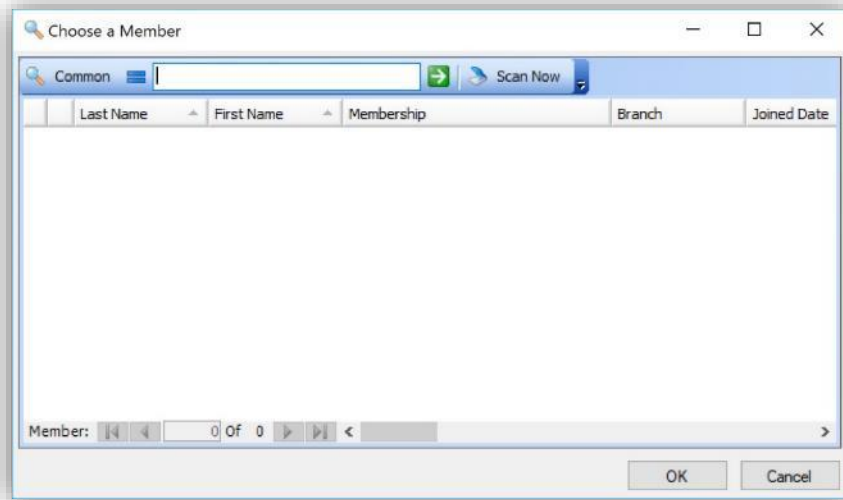 Choose a Member
Common Scan Now
Last Name First Name Membership Branch Joined Date
Member: 0 Of 0
OK Cancel